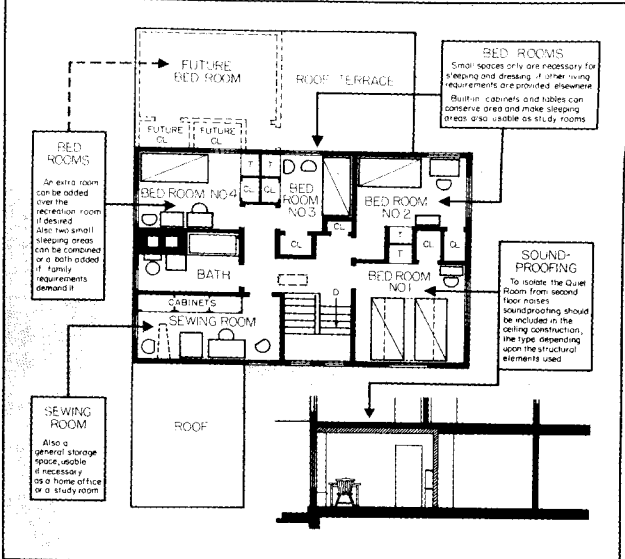 FUTURE
BED ROOM
ROOF TERRACE
FUTURE
CL
FUTURE
CL
BED ROOMS
Small spaces only are necessary for
sleeping and dressing if other living
requirements are provided elsewhere
Built-in cabinets and tables can
conserve area and make sleeping
areas also usable as study rooms
BED
ROOMS
An extra room
can be added
over the
recreation room
if desired
Also two small
sleeping areas
can be combined
or a bath added
if family
requirements
demand it
T
T
CL
CL
BED ROOM NO 4
BED
ROOM
NO 3
CL
CL
BED ROOM
NO 2
T
T
CL
CL
BATH
CABINETS
SEWING ROOM
D
BED ROOM
NO 1
SOUND-
PROOFING
To isolate the Quiet
Room from second
floor noises
soundproofing should
be included in the
ceiling construction,
the type depending
upon the structural
elements used
SEWING
ROOM
Also a
general storage
space, usable
if necessary
as a home office
or a study room
ROOF